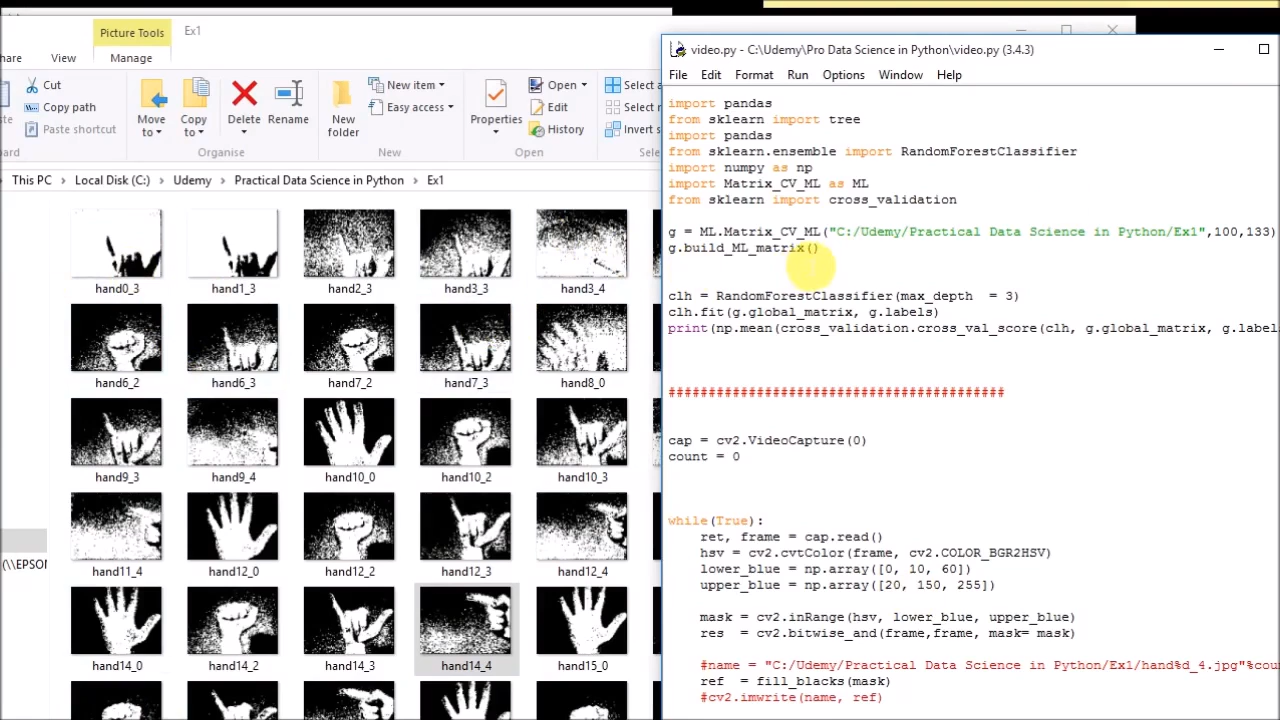 Picture Tools
Ex1
hare
View
Manage
Cut
Copy path
Paste shortcut
Move to
Copy to
Delete
Rename
New folder
New item
Easy access
Properties
Open
Edit
History
Select a
Select
Invert s
Organise
New
Open
This PC > Local Disk (C:) > Udemy > Practical Data Science in Python > Ex1
hand0_3 hand1_3 hand2_3 hand3_3 hand3_4
hand6_2 hand6_3 hand7_2 hand7_3 hand8_0
hand9_3 hand9_4 hand10_0 hand10_2 hand10_3
(\\EPSON
hand11_4 hand12_0 hand12_2 hand12_3 hand12_4
hand14_0 hand14_2 hand14_3 hand14_4 hand15_0
video.py - C:\Udemy\Pro Data Science in Python\video.py (3.4.3)
File Edit Format Run Options Window Help
import pandas
from sklearn import tree
import pandas
from sklearn.ensemble import RandomForestClassifier
import numpy as np
import Matrix_CV_ML as ML
from sklearn import cross_validation
g = ML.Matrix_CV_ML("C:/Udemy/Practical Data Science in Python/Ex1",100,133)
g.build_ML_matrix()
clh = RandomForestClassifier(max_depth  = 3)
clh.fit(g.global_matrix, g.labels)
print(np.mean(cross_validation.cross_val_score(clh, g.global_matrix, g.label
##########################################
cap = cv2.VideoCapture(0)
count = 0
while(True):
    ret, frame = cap.read()
    hsv = cv2.cvtColor(frame, cv2.COLOR_BGR2HSV)
    lower_blue = np.array([0, 10, 60])
    upper_blue = np.array([20, 150, 255])
    mask = cv2.inRange(hsv, lower_blue, upper_blue)
    res  = cv2.bitwise_and(frame,frame, mask= mask)
    #name = "C:/Udemy/Practical Data Science in Python/Ex1/hand%d_4.jpg"%cou
    ref  = fill_blacks(mask)
    #cv2.imwrite(name, ref)